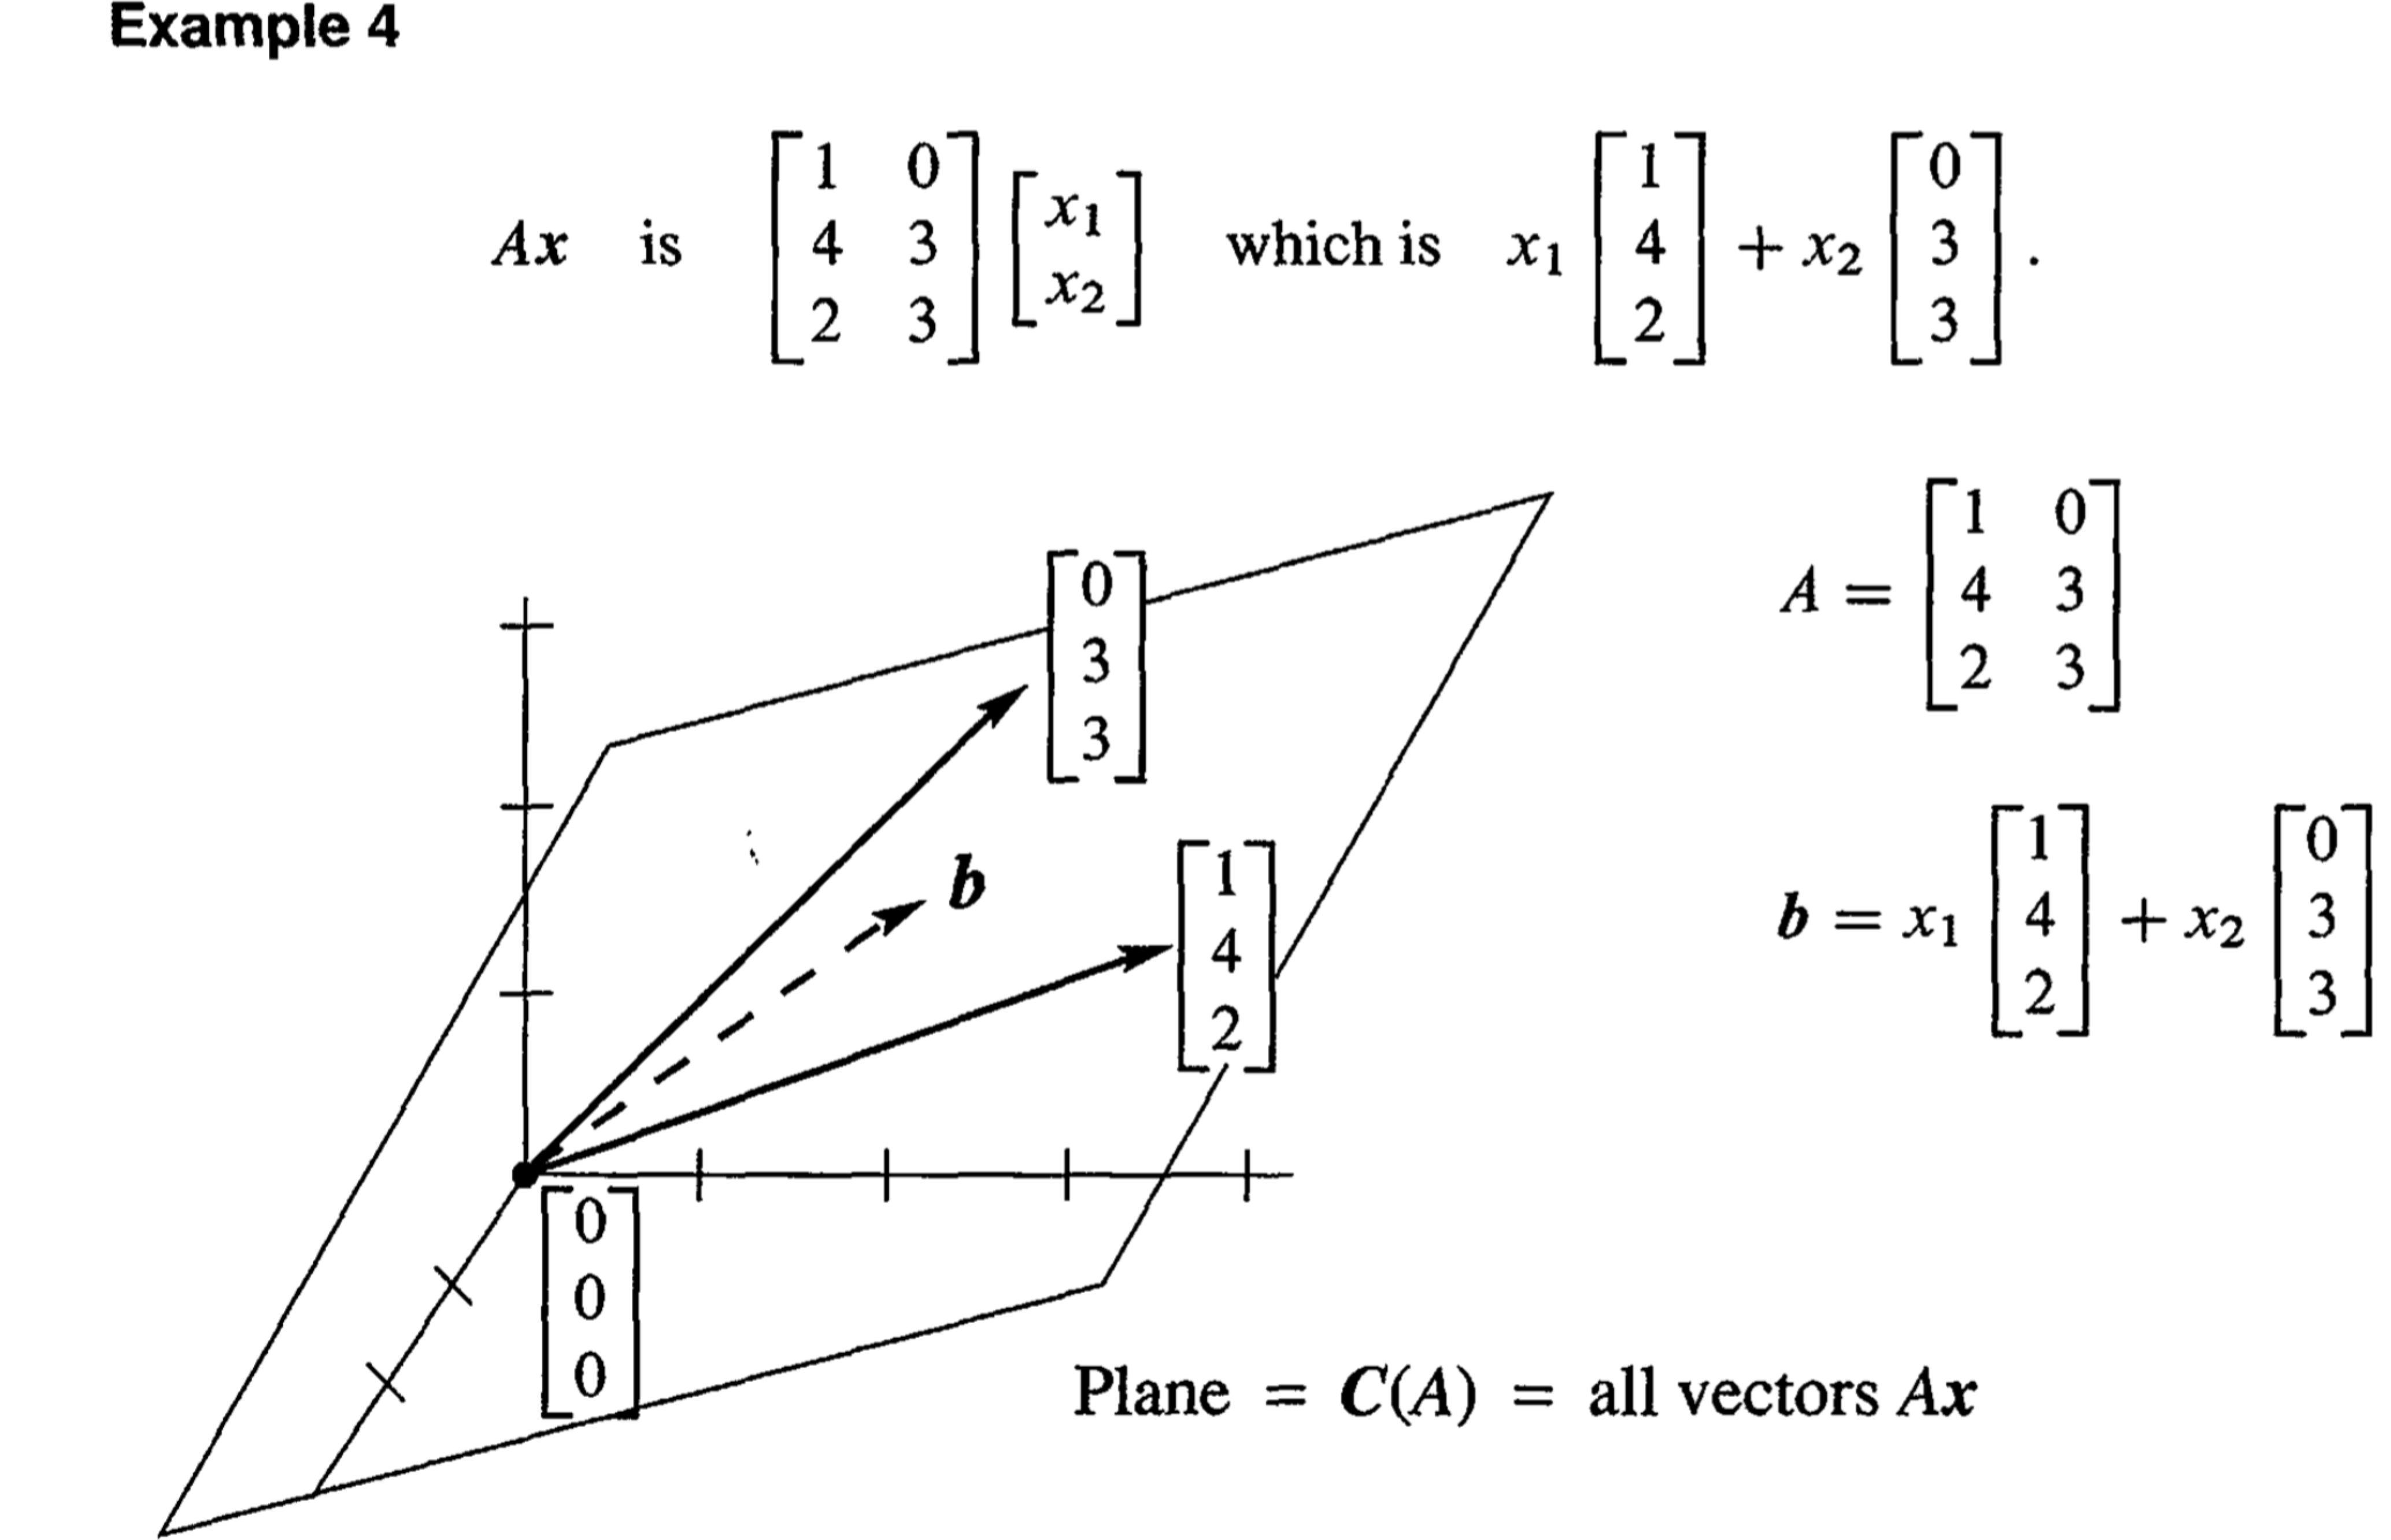 Example 4
Ax is [1 0; 4 3; 2 3] [x₁; x₂] which is x₁ [1; 4; 2] + x₂ [0; 3; 3].
[0; 3; 3]
A = [1 0; 4 3; 2 3]
b
[1; 4; 2]
b = x₁ [1; 4; 2] + x₂ [0; 3; 3]
[0; 0; 0]
Plane = C(A) = all vectors Ax